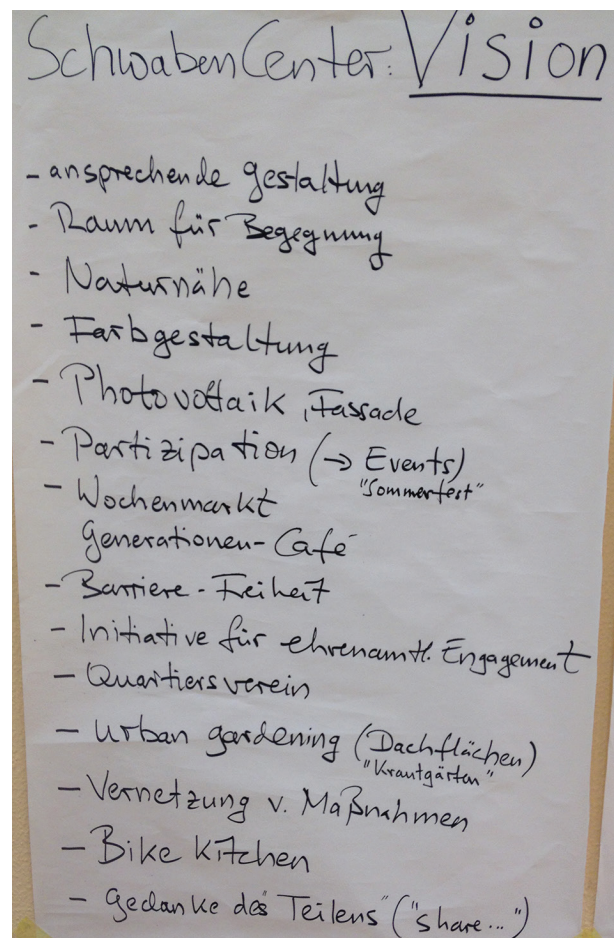 SchwabenCenter: Vision
- ansprechende Gestaltung
- Raum für Begegnung
- Naturnähe
- Farbgestaltung
- Photovoltaik, Fassade
- Partizipation (→ Events)
"Sommerfest"
- Wochenmarkt
Generationen-Café
- Barriere-Freiheit
- Initiative für ehrenamtl. Engagement
- Quartiersverein
- Urban gardening (Dachflächen)
"Krautgärten"
- Vernetzung v. Maßnahmen
- Bike Kitchen
- Gedanke des "Teilens" ("share...")